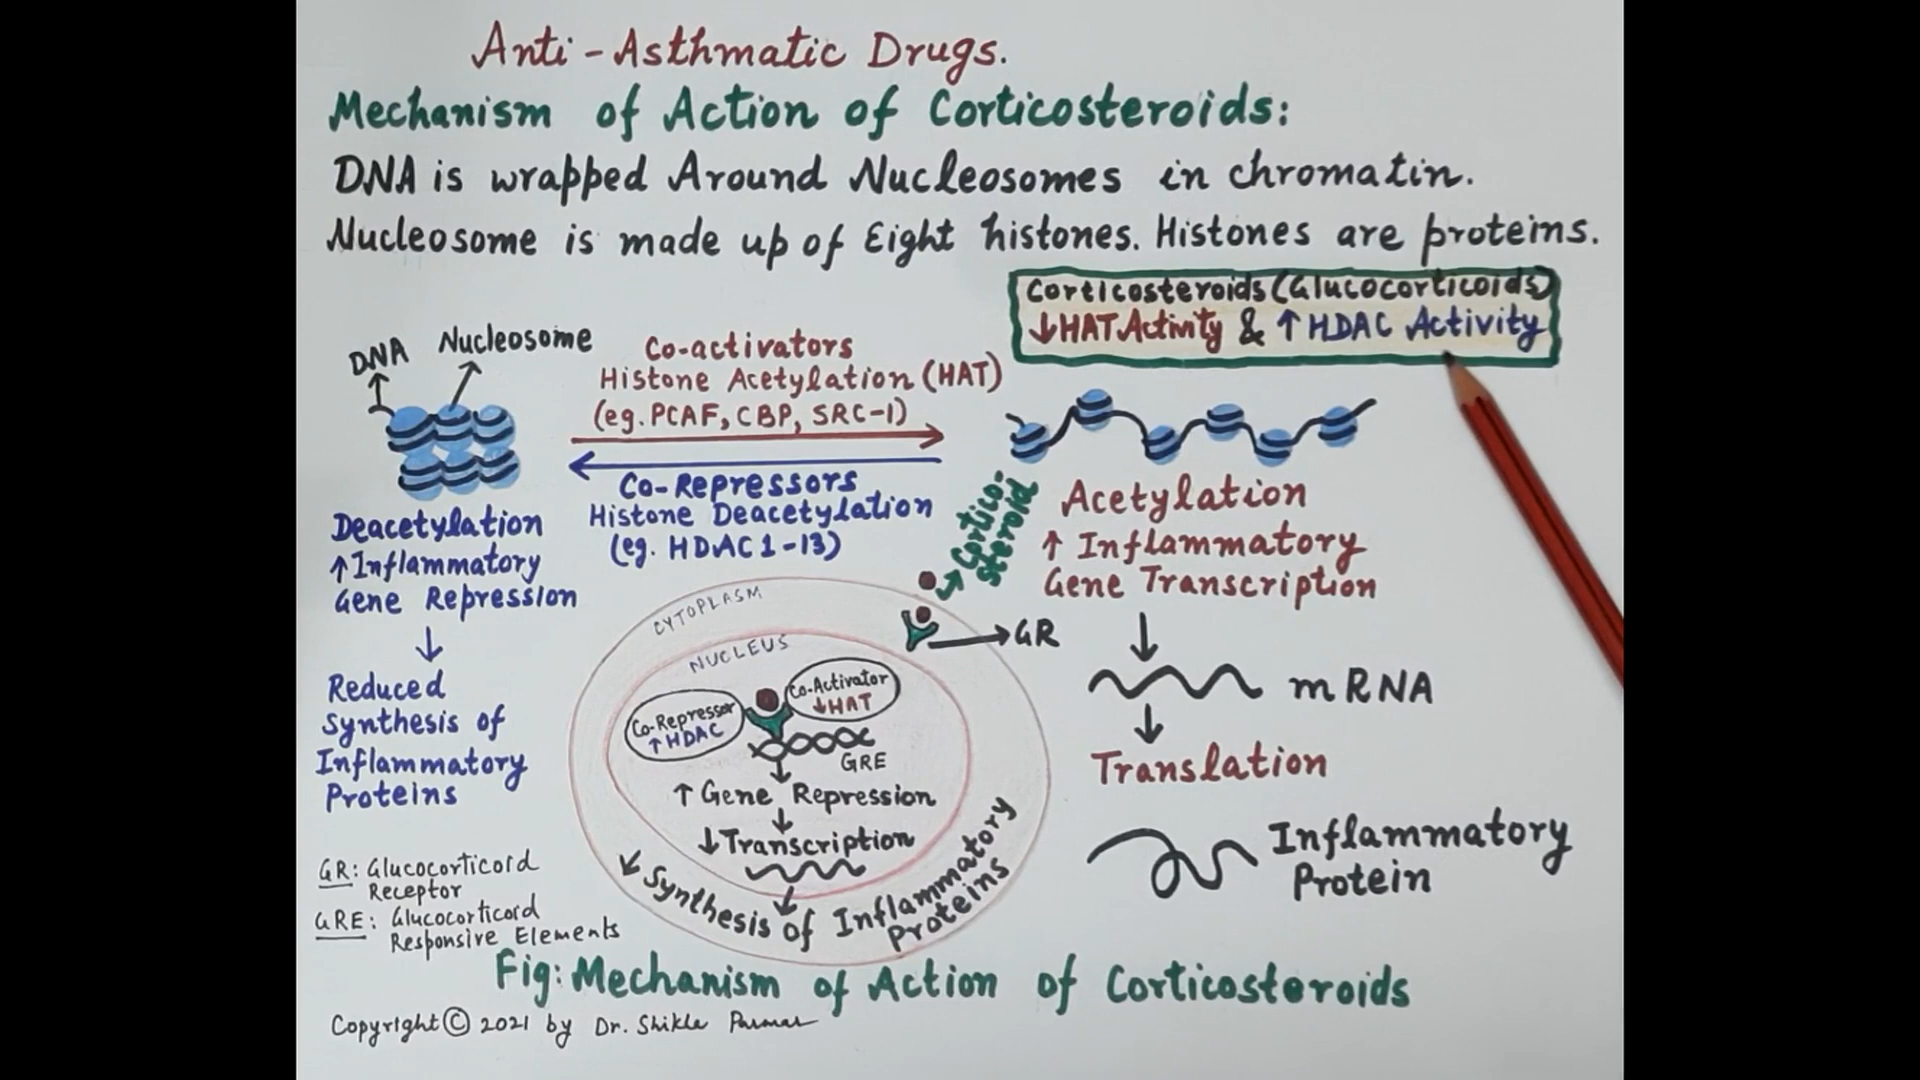 Anti-Asthmatic Drugs.
Mechanism of Action of Corticosteroids:
DNA is wrapped Around Nucleosomes in chromatin.
Nucleosome is made up of Eight histones. Histones are proteins.
Corticosteroids (Glucocorticoids)
↓HAT Activity & ↑HDAC Activity
DNA
Nucleosome
Co-activators
Histone Acetylation (HAT)
(eg. PCAF, CBP, SRC-1)
Co-Repressors
Histone Deacetylation
(eg. HDAC 1-13)
Deacetylation
↑Inflammatory
Gene Repression
↓
Reduced
Synthesis of
Inflammatory
Proteins
Cortico-
steroid
GR
Acetylation
↑ Inflammatory
Gene Transcription
↓
mRNA
↓
Translation
Inflammatory
Protein
CYTOPLASM
NUCLEUS
Co-Repressor
↑HDAC
Co-Activator
↓HAT
GRE
↑ Gene Repression
↓Transcription
↓ Synthesis of Inflammatory
Proteins
GR: Glucocorticoid
Receptor
GRE: Glucocorticoid
Responsive Elements
Fig: Mechanism of Action of Corticosteroids
Copyright © 2021 by Dr. Shikha Parmar